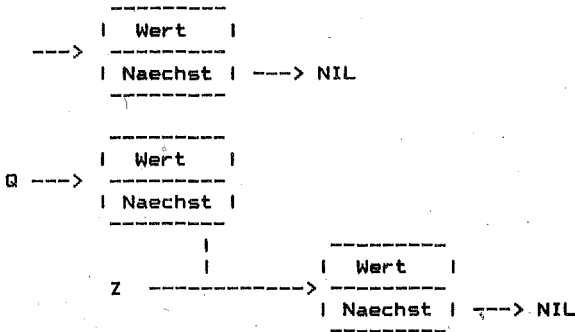 Wert
---> 
Naechst ---> NIL
Wert
Q --->
Naechst
Wert
Z ------------->
Naechst ---> NIL